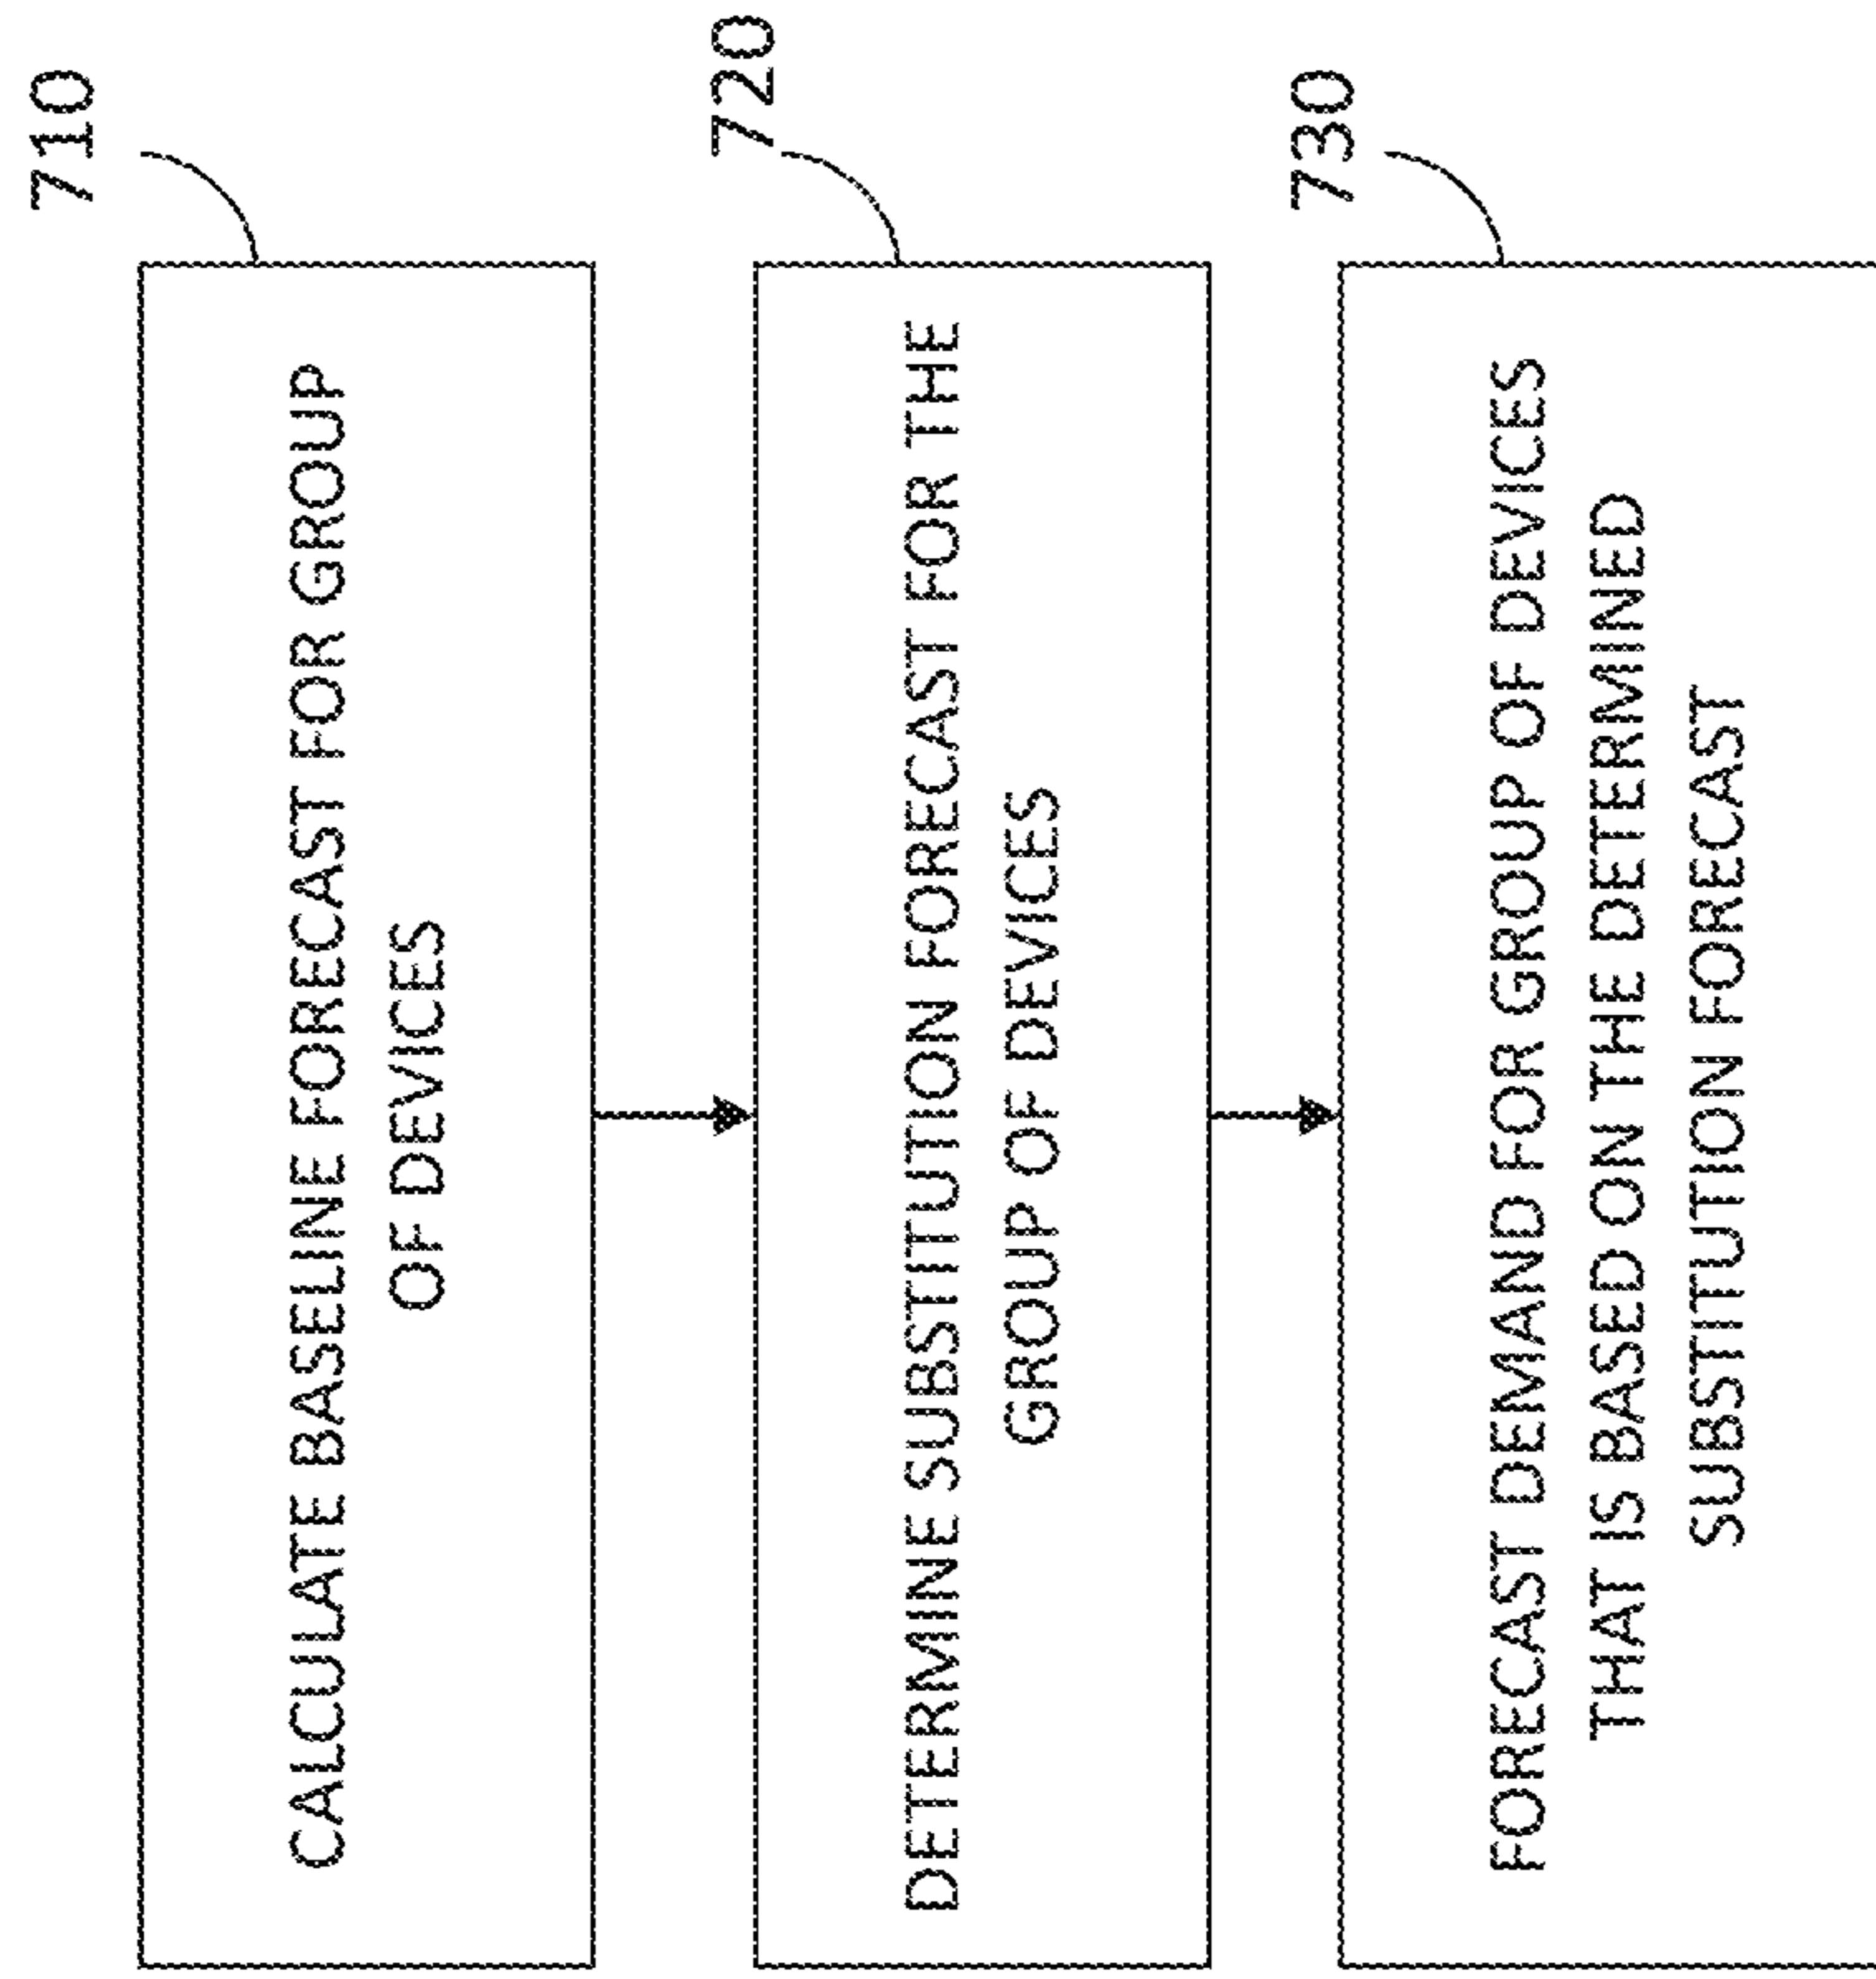 710
CALCULATE BASELINE FORECAST FOR GROUP
OF DEVICES
720
DETERMINE SUBSTITUTION FORECAST FOR THE
GROUP OF DEVICES
730
FORECAST DEMAND FOR GROUP OF DEVICES
THAT IS BASED ON THE DETERMINED
SUBSTITUTION FORECAST